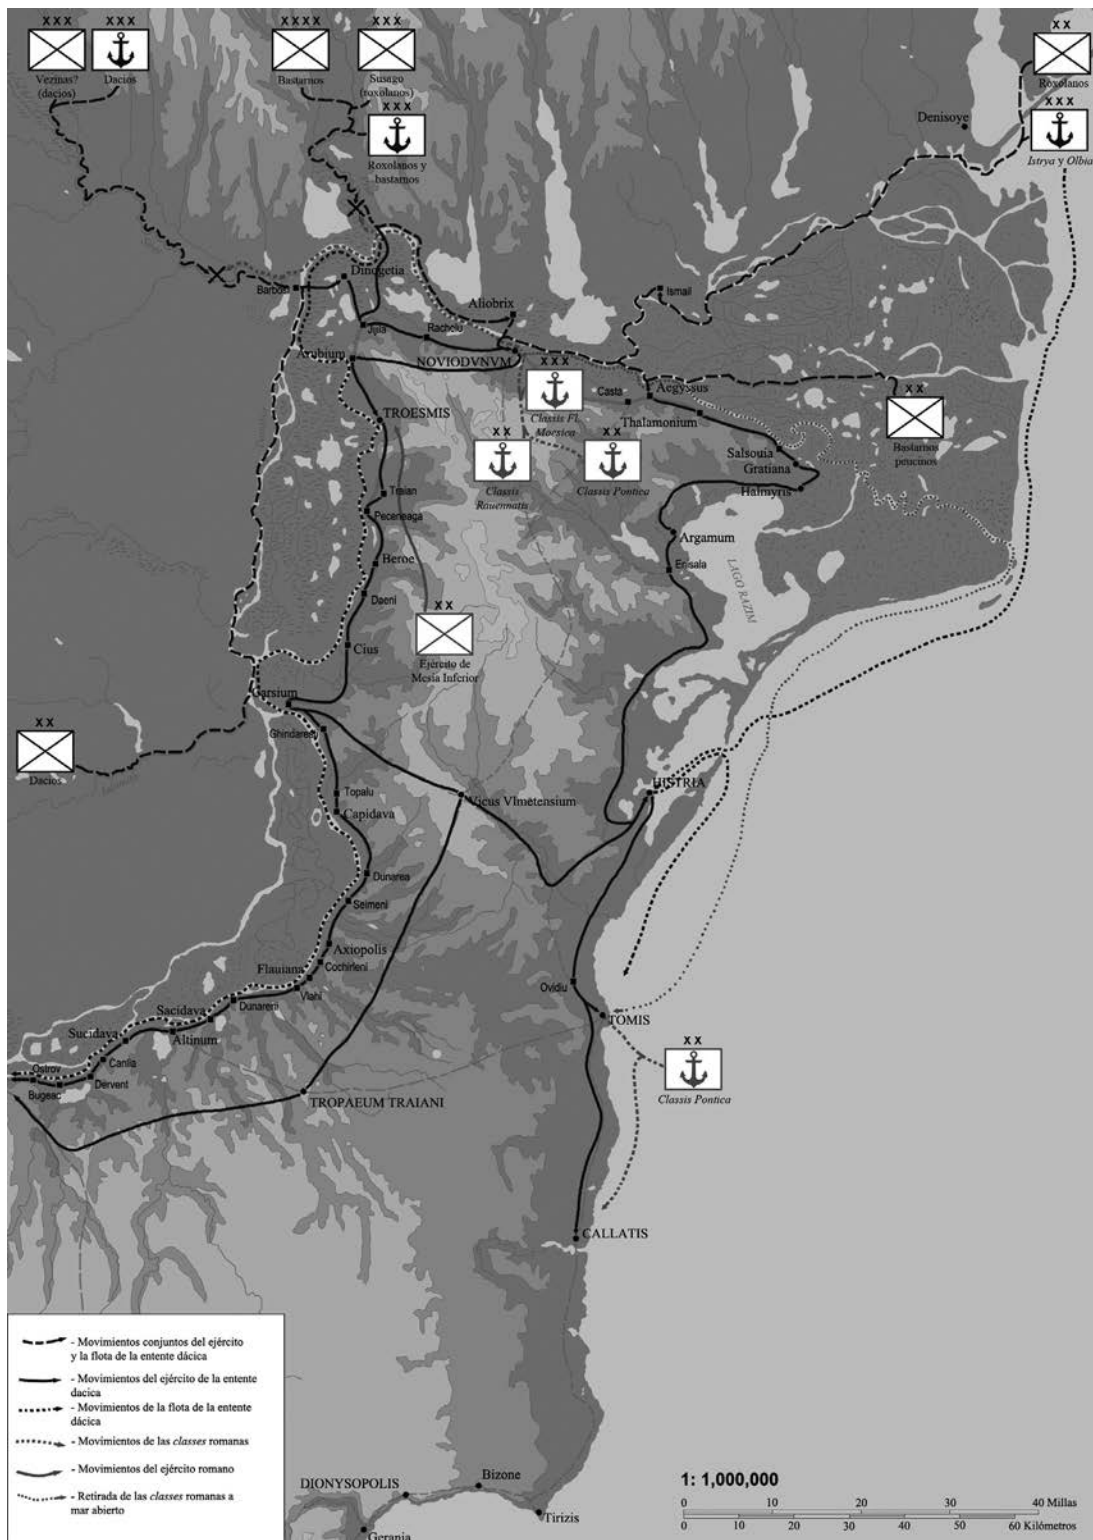 XXX
XXX
XXXX
XXX
XX
Vezinas?
(dacios)
Dacios
Bastarnos
Susago
(roxolanos)
Roxolanos
XXX
Roxolanos y
bastarnos
Denisoye
XXX
Istrya y Olbia
Dinogetia
Barbosi
Aliobrix
Ismail
Jijila
Rachelu
Arrubium
NOVIODVNVM
XXX
Classis Fl.
Moesica
Casta
Aegyssus
XX
Bastarnos
peucinos
TROESMIS
Thalamonium
XX
Classis
Rauennatis
XX
Classis Pontica
Salsouia
Gratiana
Halmyris
Traian
Peceneaga
Argamum
Enisala
LAGO RAZIM
Beroe
Daeni
XX
Ejército de
Mesia Inferior
Cius
Carsium
Ghindaresti
XX
Dacios
Topalu
Capidava
Vicus Vlmetensium
HISTRIA
Dunarea
Seimeni
Axiopolis
Cochirleni
Flauiana
Vlahi
Ovidiu
Dunareni
Sacidava
TOMIS
Sucidava
Altinum
Canlia
XX
Classis Pontica
Ostrov
Dervent
Bugeac
TROPAEUM TRAIANI
CALLATIS
- Movimientos conjuntos del ejército
y la flota de la entente dácica
- Movimientos del ejército de la entente
dacica
- Movimientos de la flota de la entente
dácica
- Movimientos de las classes romanas
- Movimientos del ejército romano
- Retirada de las classes romanas a
mar abierto
DIONYSOPOLIS
Bizone
Tirizis
Gerania
1: 1,000,000
0 10 20 30 40 Millas
0 10 20 30 40 50 60 Kilómetros